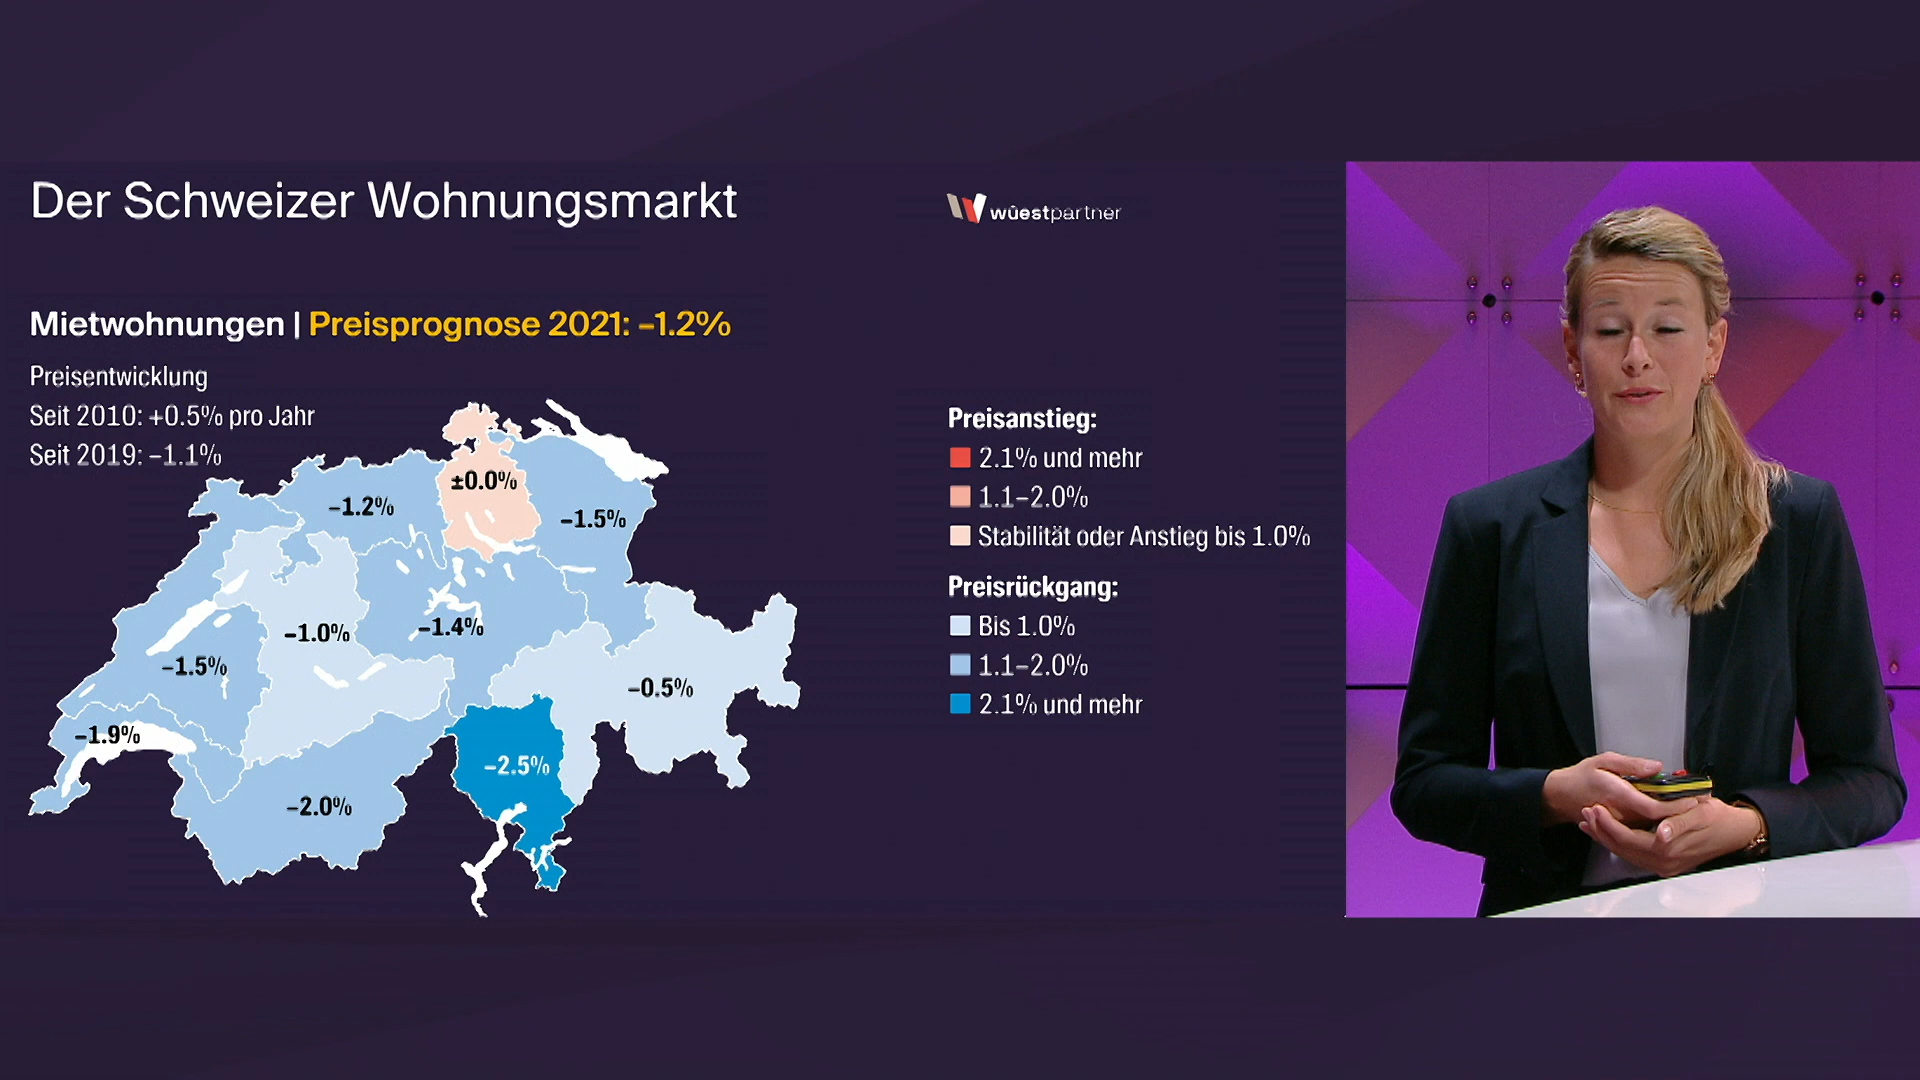 Der Schweizer Wohnungsmarkt
wüestpartner
Mietwohnungen | Preisprognose 2021: –1.2%
Preisentwicklung
Seit 2010: +0.5% pro Jahr
Seit 2019: –1.1%
±0.0%
–1.2%
–1.5%
–1.0%
–1.4%
–1.5%
–0.5%
–1.9%
–2.5%
–2.0%
Preisanstieg:
2.1% und mehr
1.1–2.0%
Stabilität oder Anstieg bis 1.0%
Preisrückgang:
Bis 1.0%
1.1–2.0%
2.1% und mehr